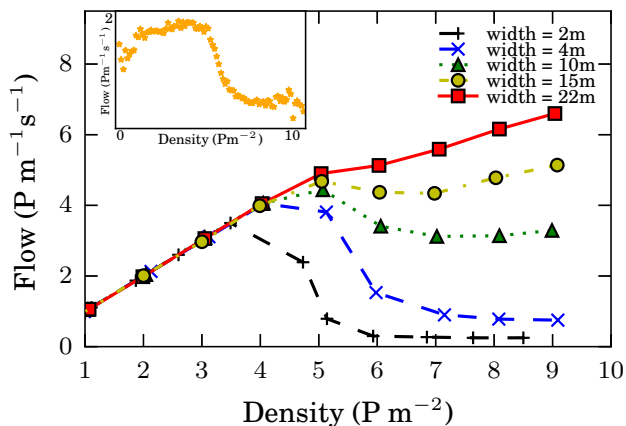 Flow (P m⁻¹s⁻¹)
8
6
4
2
0
1 2 3 4 5 6 7 8 9 10
Density (P m⁻²)
width = 2m
width = 4m
width = 10m
width = 15m
width = 22m
Flow (Pm⁻¹s⁻¹)
2
0 10
Density (Pm⁻²)